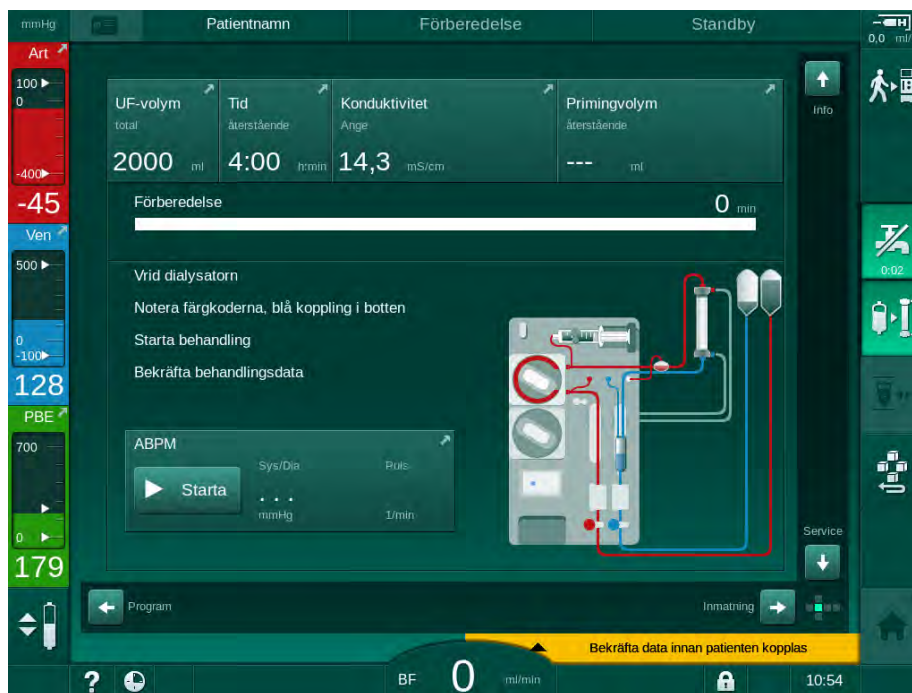 mmHg
Patientnamn
Förberedelse
Standby
0,0 ml/
Art
100
0
-400
-45
Ven
500
0
-100
128
PBE
700
0
179
UF-volym
total
2000 ml
Tid
återstående
4:00 h:min
Konduktivitet
Ange
14,3 mS/cm
Primingvolym
återstående
--- ml
Info
Förberedelse
0 min
Vrid dialysatorn
Notera färgkoderna, blå koppling i botten
Starta behandling
Bekräfta behandlingsdata
ABPM
Starta
Sys/Dia
. . .
mmHg
Puls
1/min
0:02
Service
Program
Inmatning
Bekräfta data innan patienten kopplas
?
BF 0 ml/min
10:54